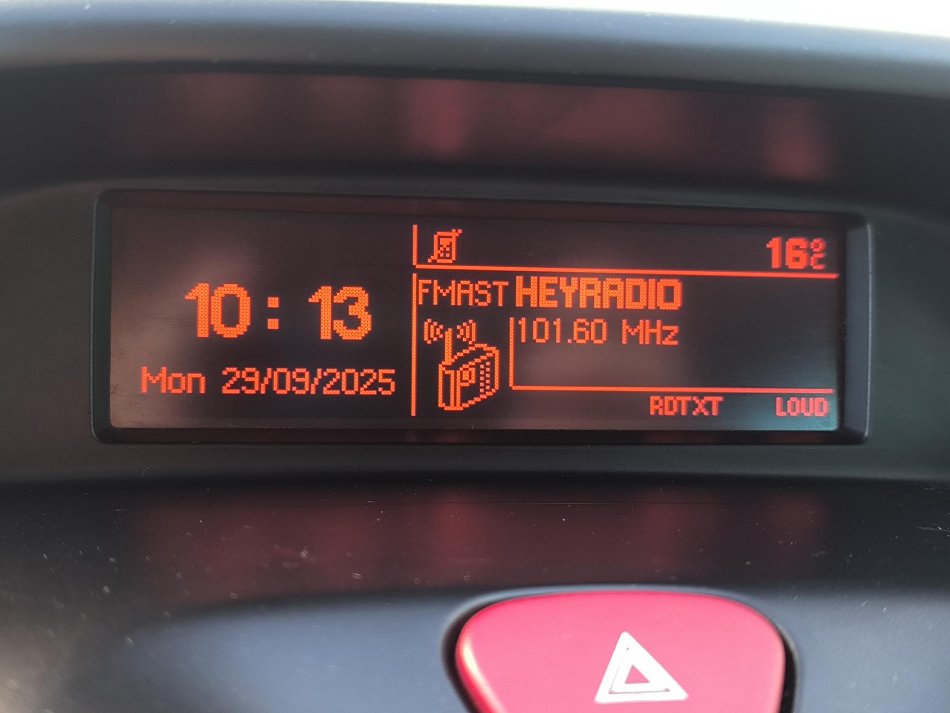 16°C
10:13
Mon 29/09/2025
FMAST HEYRADIO
101.60 MHz
RDTXT LOUD